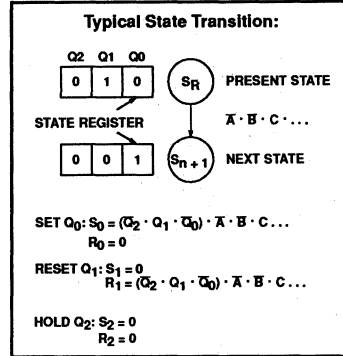 Typical State Transition:
Q2 Q1 Q0
0 1 0 S_R PRESENT STATE
STATE REGISTER A̅ · B̅ · C · . . .
0 0 1 S_{n + 1} NEXT STATE
SET Q₀: S₀ = (Q̅₂ · Q₁ · Q̅₀) · A̅ · B̅ · C . . .
R₀ = 0
RESET Q₁: S₁ = 0
R₁ = (Q̅₂ · Q₁ · Q̅₀) · A̅ · B̅ · C . . .
HOLD Q₂: S₂ = 0
R₂ = 0